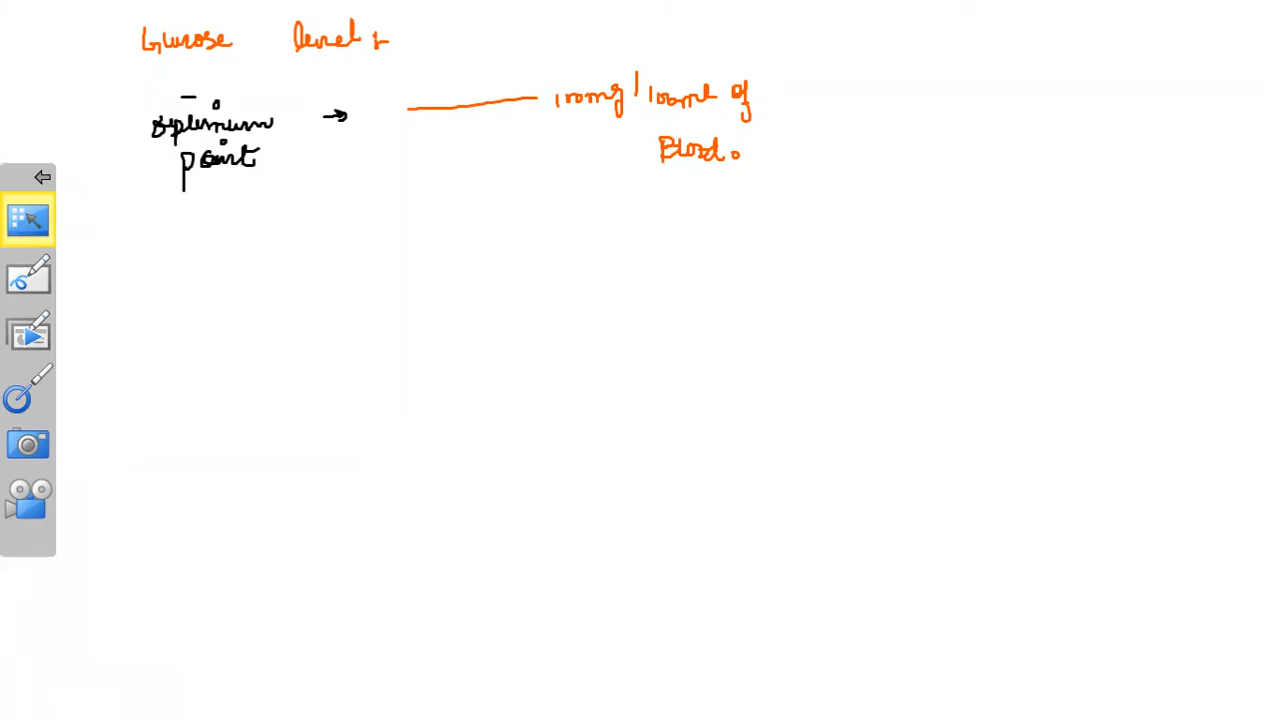 Glucose level :
optimum → 100mg / 100ml of
point Blood.